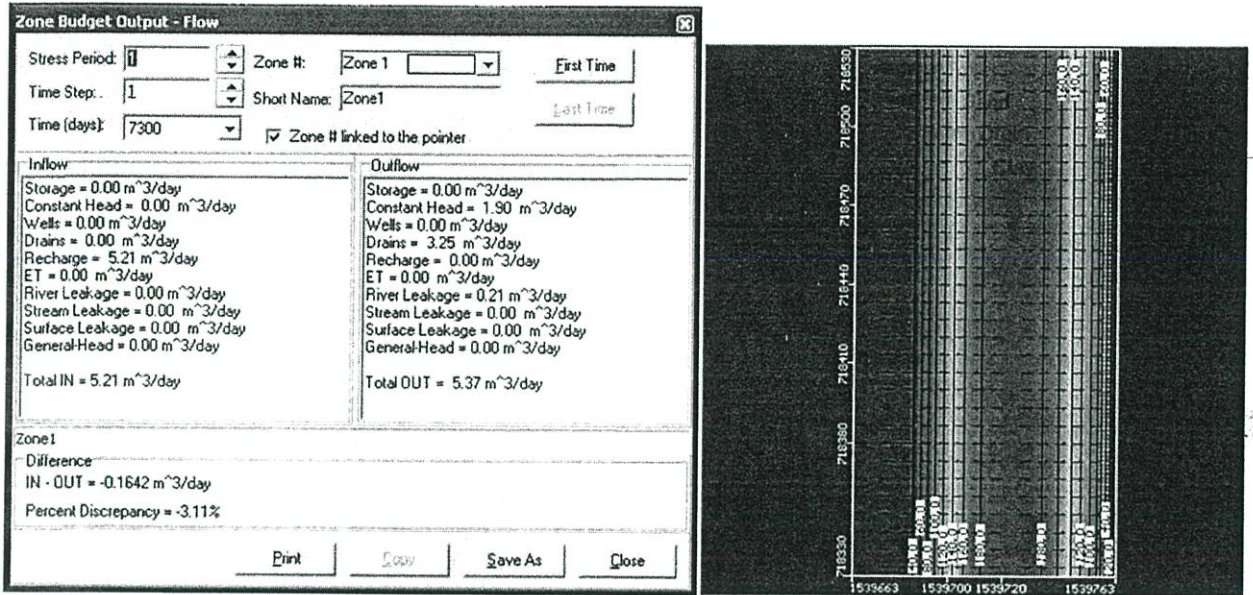 Zone Budget Output - Flow
Stress Period: 1
Zone #: Zone 1
First Time
Time Step: . 1
Short Name: Zone1
Last Time
Time (days): 7300
Zone # linked to the pointer
Inflow
Storage = 0.00 m^3/day
Constant Head = 0.00 m^3/day
Wells = 0.00 m^3/day
Drains = 0.00 m^3/day
Recharge = 5.21 m^3/day
ET = 0.00 m^3/day
River Leakage = 0.00 m^3/day
Stream Leakage = 0.00 m^3/day
Surface Leakage = 0.00 m^3/day
General-Head = 0.00 m^3/day
Total IN = 5.21 m^3/day
Outflow
Storage = 0.00 m^3/day
Constant Head = 1.90 m^3/day
Wells = 0.00 m^3/day
Drains = 3.25 m^3/day
Recharge = 0.00 m^3/day
ET = 0.00 m^3/day
River Leakage = 0.21 m^3/day
Stream Leakage = 0.00 m^3/day
Surface Leakage = 0.00 m^3/day
General-Head = 0.00 m^3/day
Total OUT = 5.37 m^3/day
Zone1
Difference
IN - OUT = -0.1642 m^3/day
Percent Discrepancy = -3.11%
Print
Copy
Save As
Close
718530
718500
718470
718440
718410
718380
718330
1539663
1539700
1539720
1539763